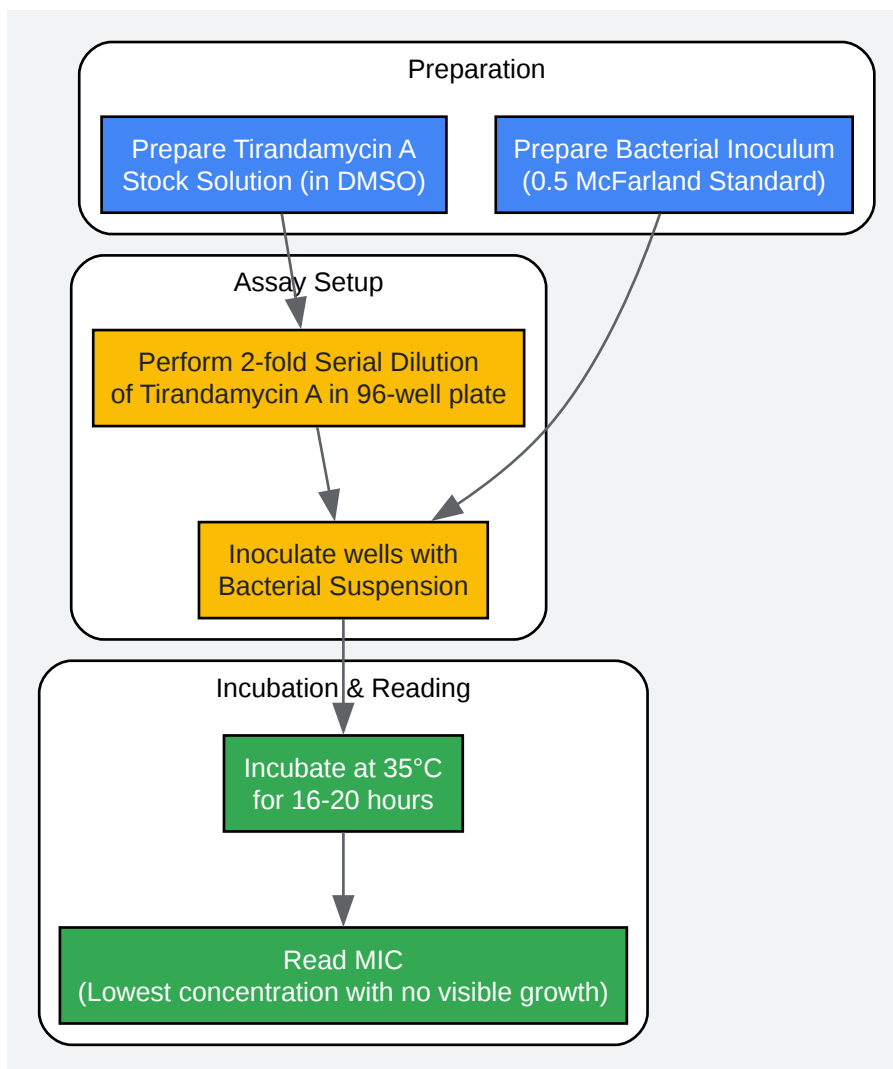 Preparation
Prepare Tirandamycin A
Stock Solution (in DMSO)
Prepare Bacterial Inoculum
(0.5 McFarland Standard)
Assay Setup
Perform 2-fold Serial Dilution
of Tirandamycin A in 96-well plate
Inoculate wells with
Bacterial Suspension
Incubation & Reading
Incubate at 35°C
for 16-20 hours
Read MIC
(Lowest concentration with no visible growth)